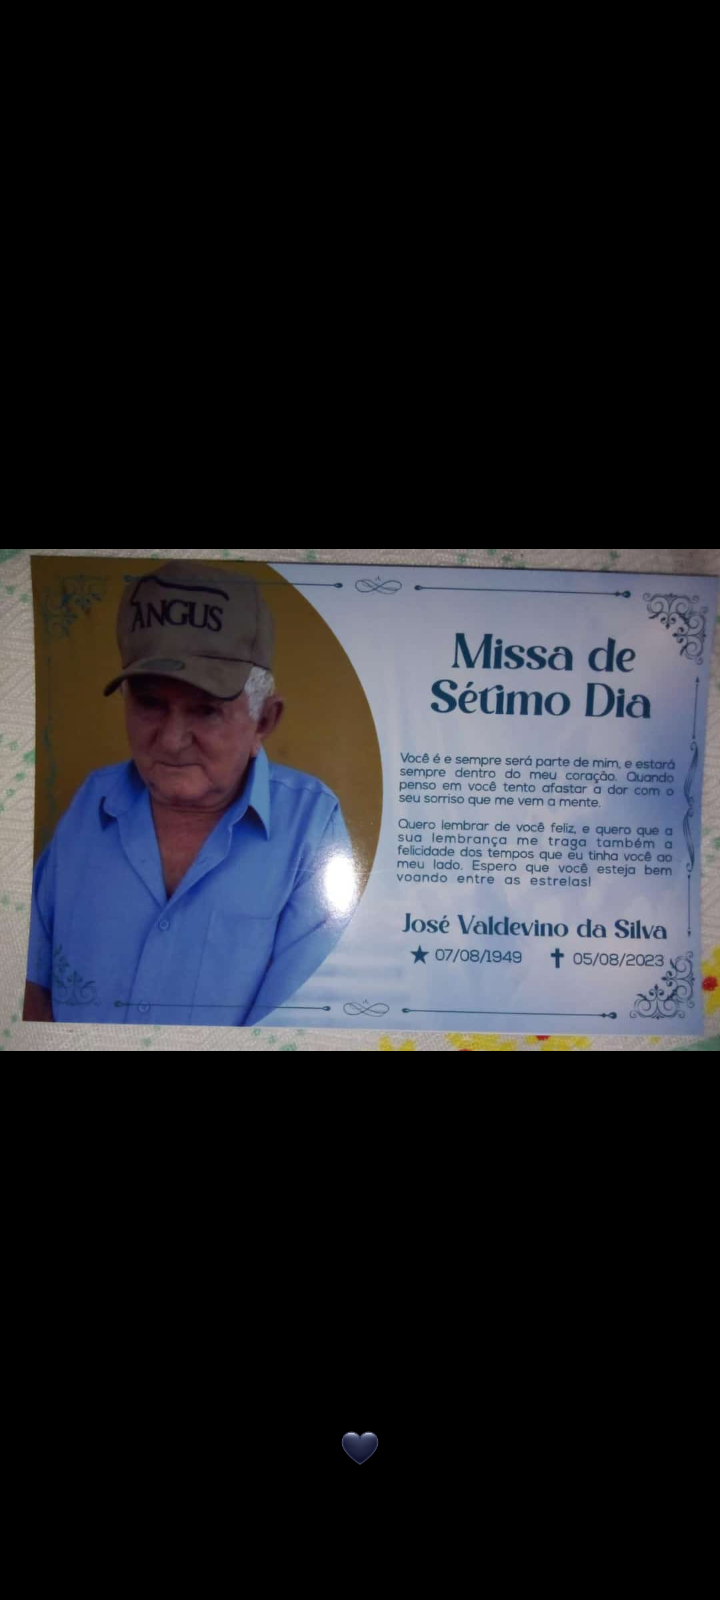 ANGUS
Missa de
Sétimo Dia
Você é e sempre será parte de mim, e estará
sempre dentro do meu coração. Quando
penso em você tento afastar a dor com o
seu sorriso que me vem a mente.
Quero lembrar de você feliz, e quero que a
sua lembrança me traga também a
felicidade dos tempos que eu tinha você ao
meu lado. Espero que você esteja bem
voando entre as estrelas!
José Valdevino da Silva
07/08/1949 05/08/2023